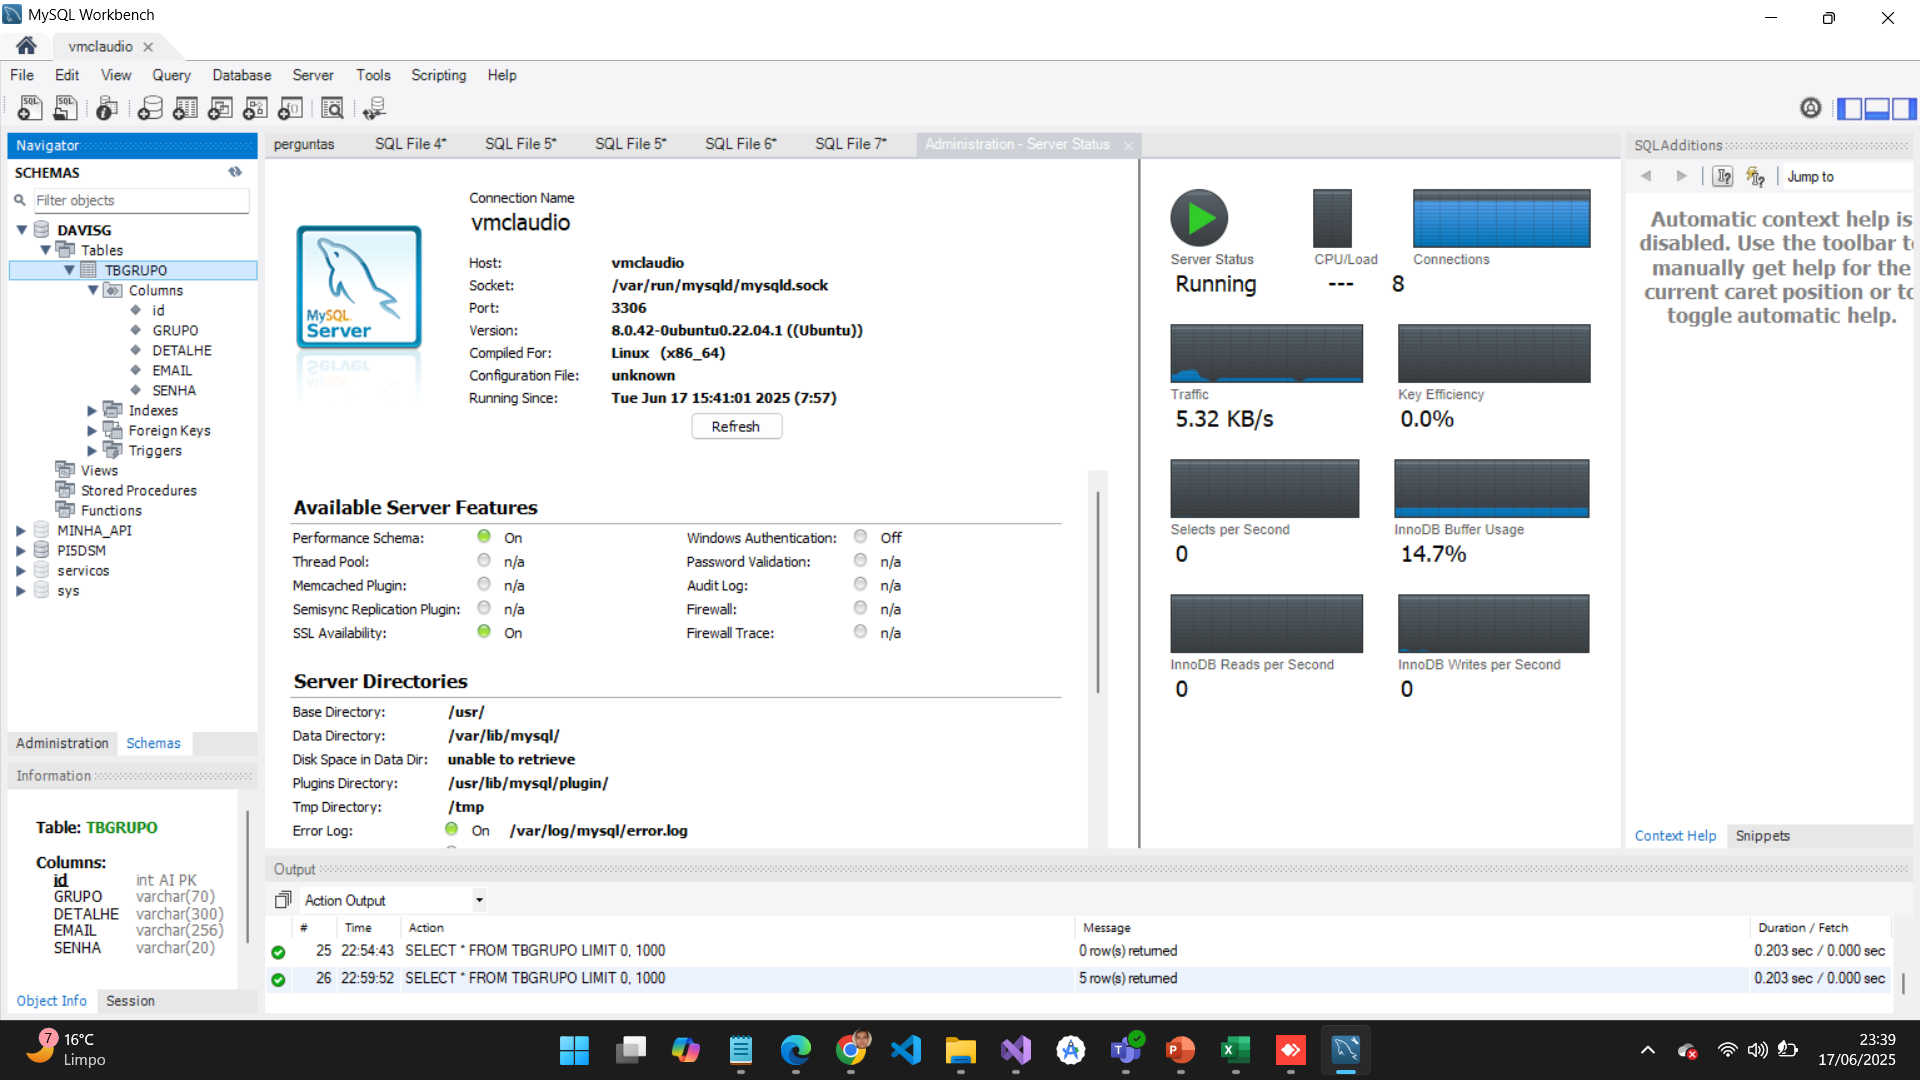 MySQL Workbench
vmclaudio
File Edit View Query Database Server Tools Scripting Help
Navigator
SCHEMAS
Filter objects
DAVISG
Tables
TBGRUPO
Columns
id
GRUPO
DETALHE
EMAIL
SENHA
Indexes
Foreign Keys
Triggers
Views
Stored Procedures
Functions
MINHA_API
PI5DSM
servicos
sys
Administration Schemas
Information
Table: TBGRUPO
Columns:
id int AI PK
GRUPO varchar(70)
DETALHE varchar(300)
EMAIL varchar(256)
SENHA varchar(20)
Object Info Session
perguntas SQL File 4* SQL File 5* SQL File 5* SQL File 6* SQL File 7* Administration - Server Status
MySQL
Server
Connection Name
vmclaudio
Host: vmclaudio
Socket: /var/run/mysqld/mysqld.sock
Port: 3306
Version: 8.0.42-0ubuntu0.22.04.1 ((Ubuntu))
Compiled For: Linux (x86_64)
Configuration File: unknown
Running Since: Tue Jun 17 15:41:01 2025 (7:57)
Refresh
Available Server Features
Performance Schema: On Windows Authentication: Off
Thread Pool: n/a Password Validation: n/a
Memcached Plugin: n/a Audit Log: n/a
Semisync Replication Plugin: n/a Firewall: n/a
SSL Availability: On Firewall Trace: n/a
Server Directories
Base Directory: /usr/
Data Directory: /var/lib/mysql/
Disk Space in Data Dir: unable to retrieve
Plugins Directory: /usr/lib/mysql/plugin/
Tmp Directory: /tmp
Error Log: On /var/log/mysql/error.log
Server Status CPU/Load Connections
Running --- 8
Traffic Key Efficiency
5.32 KB/s 0.0%
Selects per Second InnoDB Buffer Usage
0 14.7%
InnoDB Reads per Second InnoDB Writes per Second
0 0
SQLAdditions
Jump to
Automatic context help is
disabled. Use the toolbar to
manually get help for the
current caret position or to
toggle automatic help.
Context Help Snippets
Output
Action Output
# Time Action Message Duration / Fetch
25 22:54:43 SELECT * FROM TBGRUPO LIMIT 0, 1000 0 row(s) returned 0.203 sec / 0.000 sec
26 22:59:52 SELECT * FROM TBGRUPO LIMIT 0, 1000 5 row(s) returned 0.203 sec / 0.000 sec
7 16°C
Limpo
23:39
17/06/2025